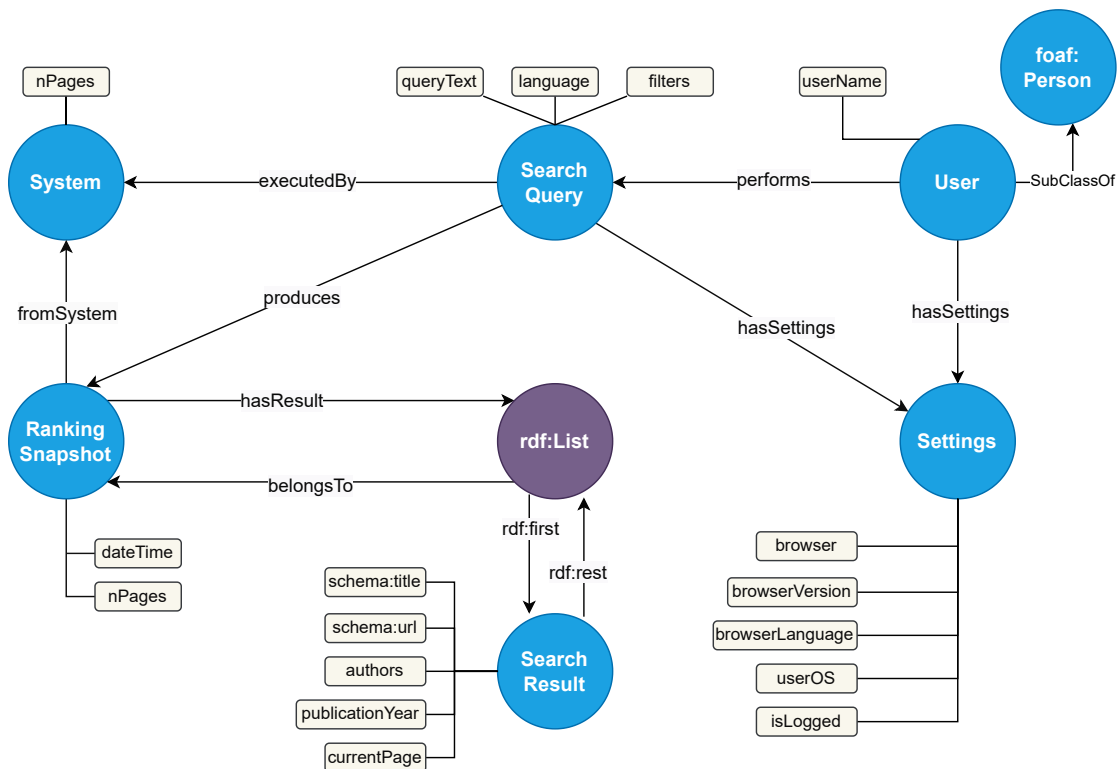 foaf:
Person
nPages
queryText
language
filters
userName
System
executedBy
Search
Query
performs
User
SubClassOf
fromSystem
produces
hasSettings
hasSettings
Ranking
Snapshot
hasResult
rdf:List
Settings
belongsTo
rdf:first
rdf:rest
dateTime
nPages
schema:title
schema:url
authors
publicationYear
currentPage
Search
Result
browser
browserVersion
browserLanguage
userOS
isLogged